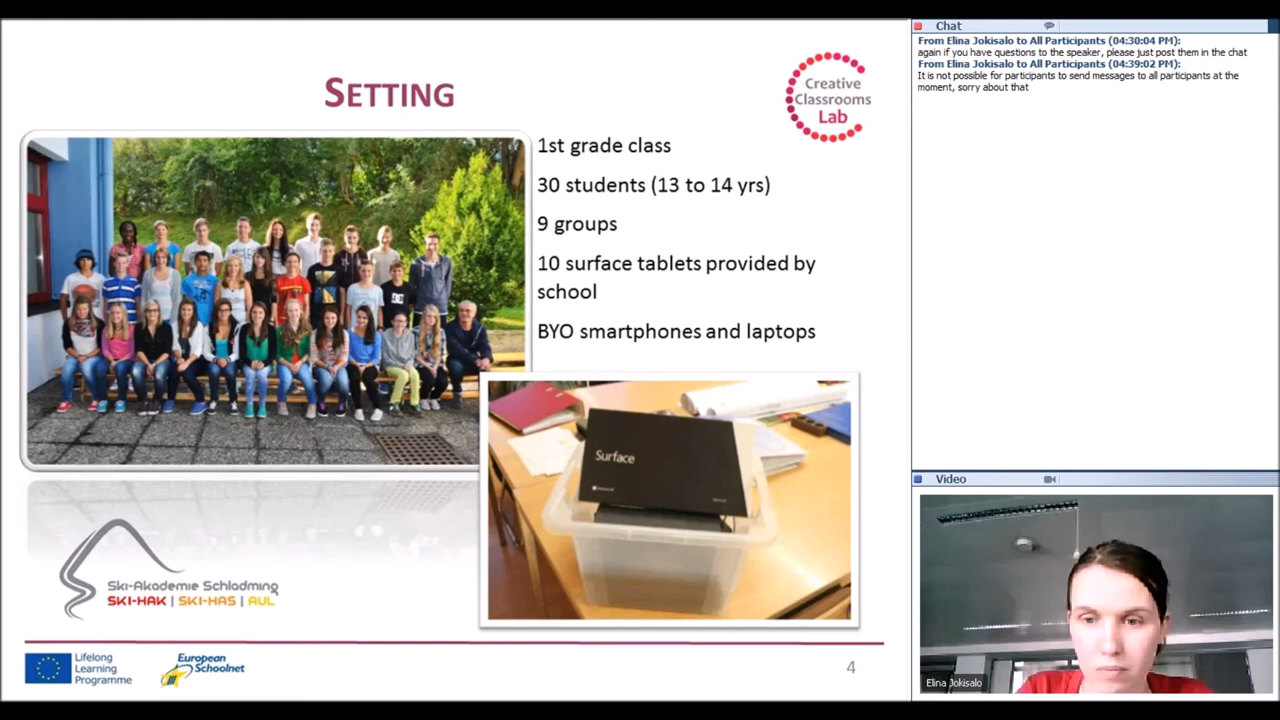 SETTING
Creative
Classrooms
Lab
1st grade class
30 students (13 to 14 yrs)
9 groups
10 surface tablets provided by
school
BYO smartphones and laptops
Surface
Ski-Akademie Schladming
SKI-HAK | SKI-HAS | AUL
Lifelong
Learning
Programme
European
Schoolnet
4
Chat
From Elina Jokisalo to All Participants (04:30:04 PM):
again if you have questions to the speaker, please just post them in the chat
From Elina Jokisalo to All Participants (04:39:02 PM):
It is not possible for participants to send messages to all participants at the
moment, sorry about that
Video
Elina Jokisalo